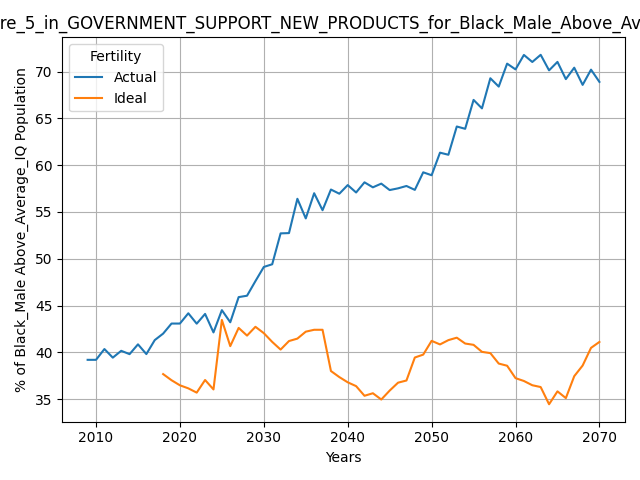 re_5_in_GOVERNMENT_SUPPORT_NEW_PRODUCTS_for_Black_Male_Above_Av
Fertility
Actual
Ideal
% of Black_Male Above_Average_IQ Population
70
65
60
55
50
45
40
35
2010 2020 2030 2040 2050 2060 2070
Years